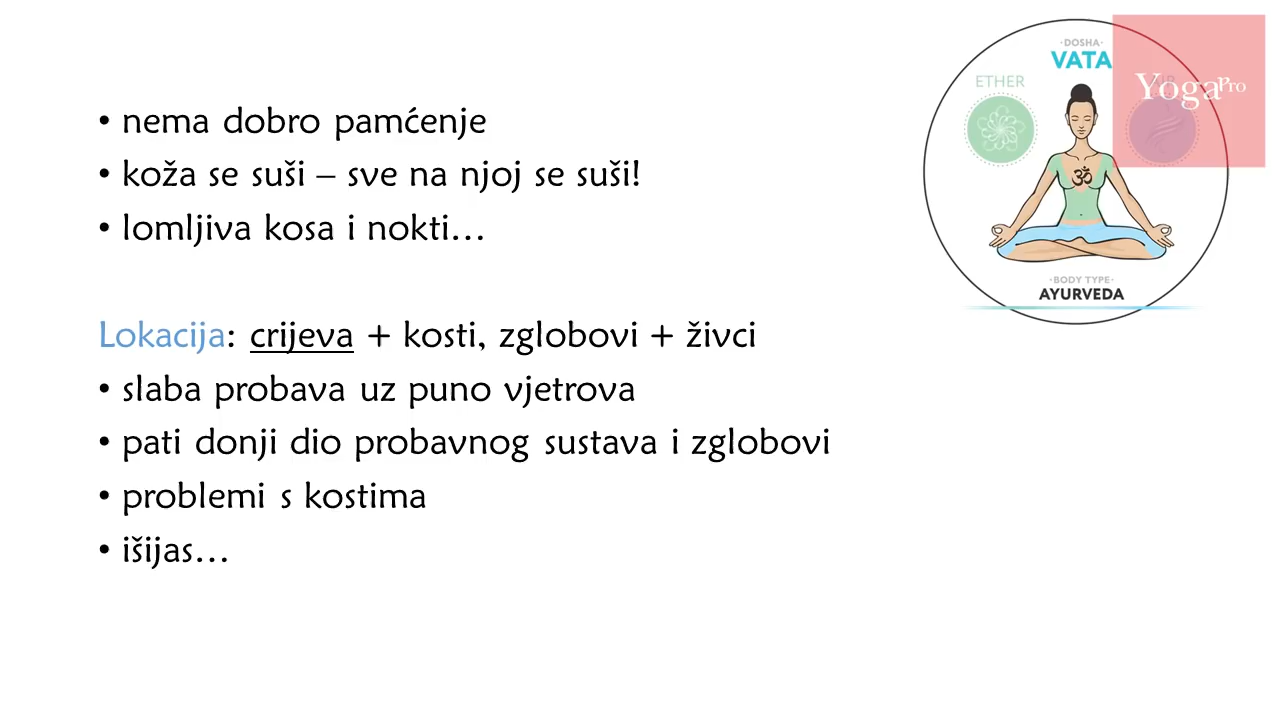 • nema dobro pamćenje
• koža se suši – sve na njoj se suši!
• lomljiva kosa i nokti…
Lokacija: crijeva + kosti, zglobovi + živci
• slaba probava uz puno vjetrova
• pati donji dio probavnog sustava i zglobovi
• problemi s kostima
• išijas…
·DOSHA·
VATA
ETHER
AIR
YogaPro
·BODY TYPE·
AYURVEDA